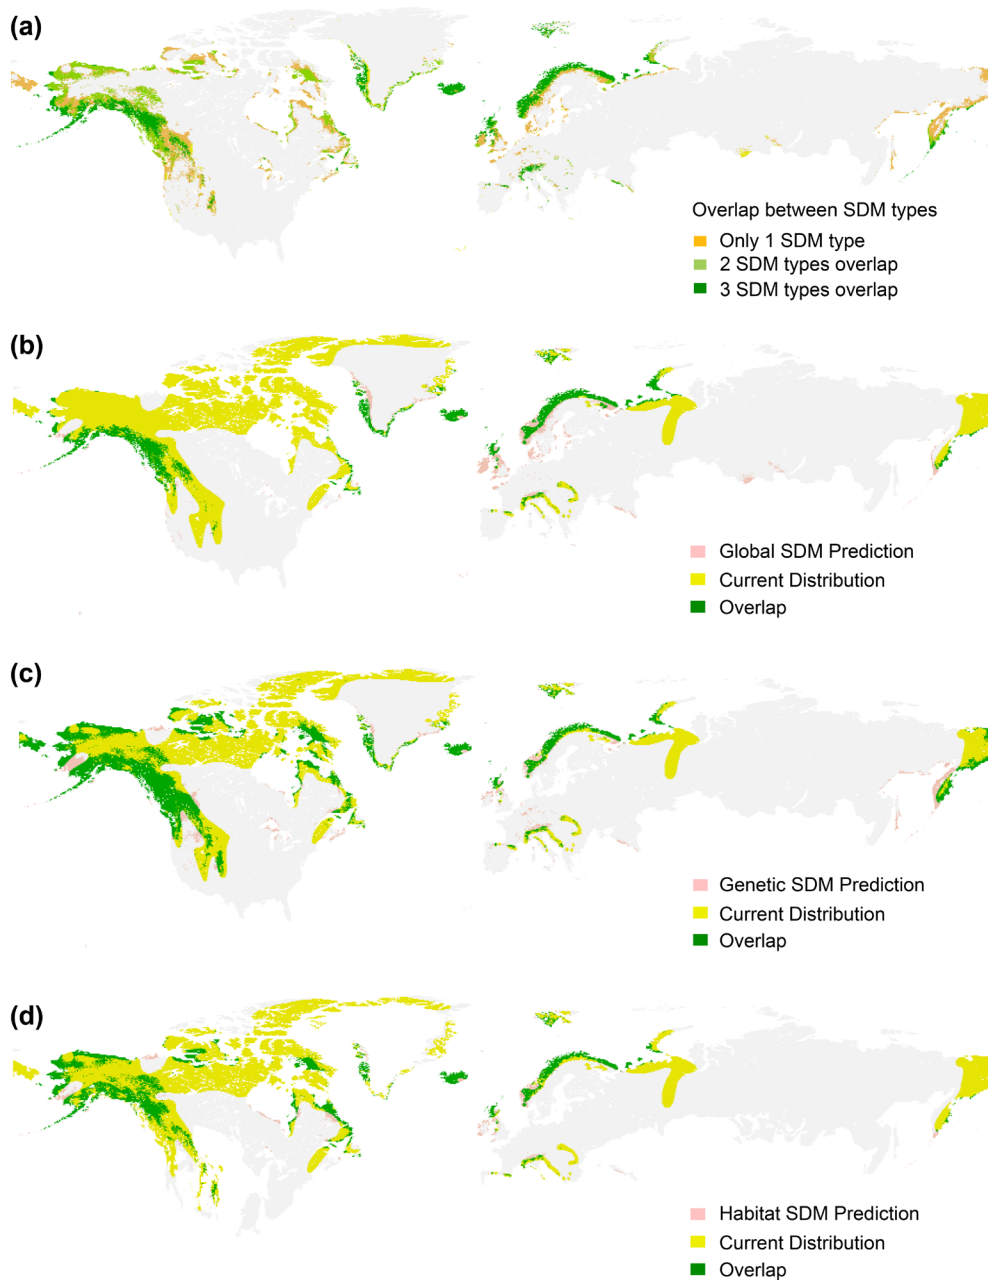 (a)
Overlap between SDM types
Only 1 SDM type
2 SDM types overlap
3 SDM types overlap
(b)
Global SDM Prediction
Current Distribution
Overlap
(c)
Genetic SDM Prediction
Current Distribution
Overlap
(d)
Habitat SDM Prediction
Current Distribution
Overlap